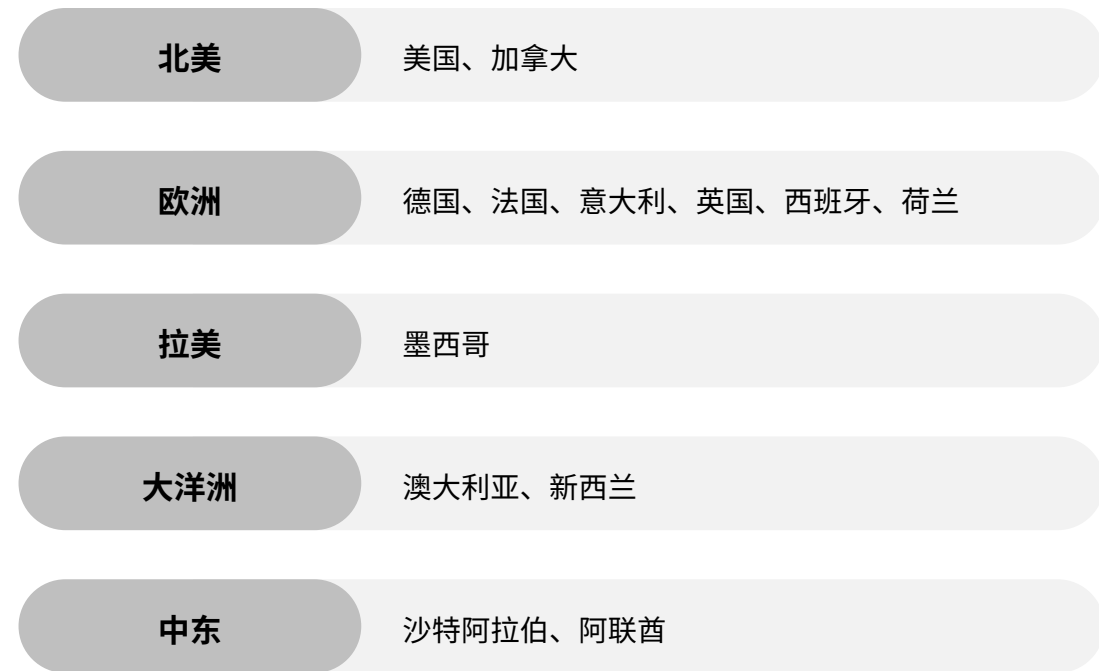 北美 美国、加拿大
欧洲 德国、法国、意大利、英国、西班牙、荷兰
拉美 墨西哥
大洋洲 澳大利亚、新西兰
中东 沙特阿拉伯、阿联酋